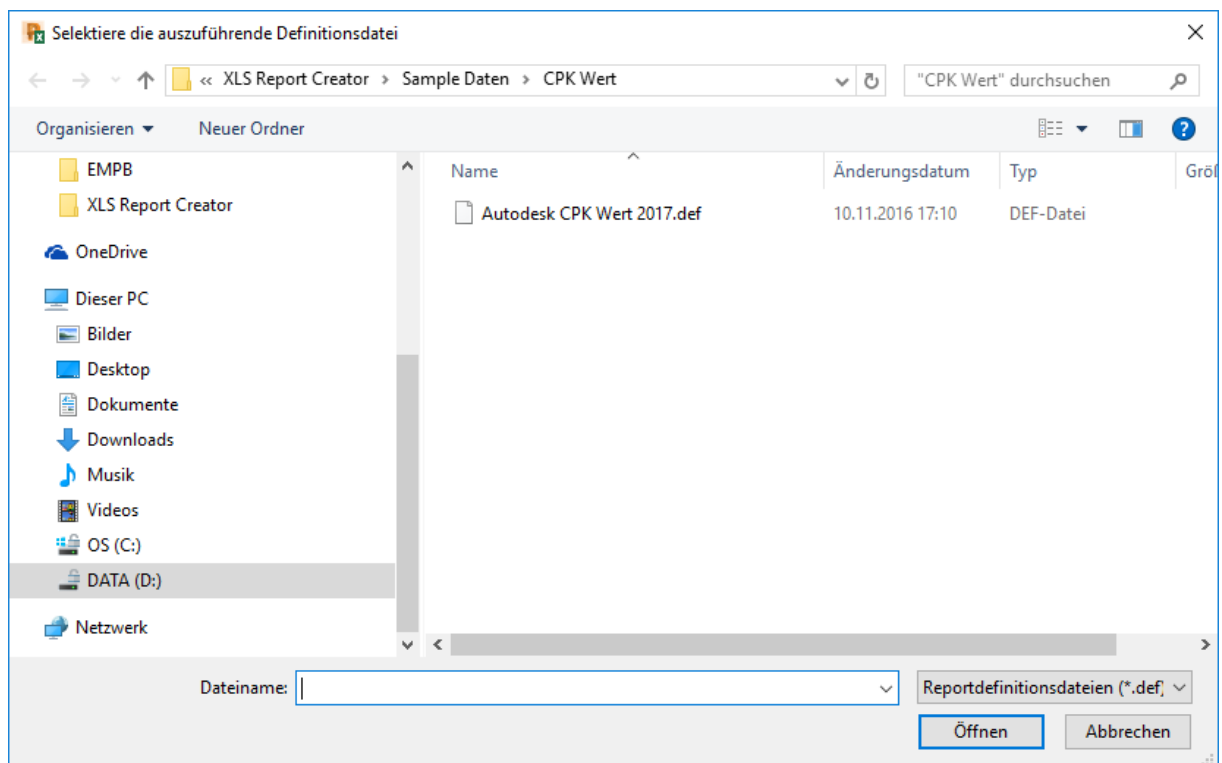 Selektiere die auszuführende Definitionsdatei
« XLS Report Creator > Sample Daten > CPK Wert "CPK Wert" durchsuchen
Organisieren Neuer Ordner
EMPB
XLS Report Creator
OneDrive
Dieser PC
Bilder
Desktop
Dokumente
Downloads
Musik
Videos
OS (C:)
DATA (D:)
Netzwerk
Name Änderungsdatum Typ Größ
Autodesk CPK Wert 2017.def 10.11.2016 17:10 DEF-Datei
Dateiname: Reportdefinitionsdateien (*.def)
Öffnen Abbrechen